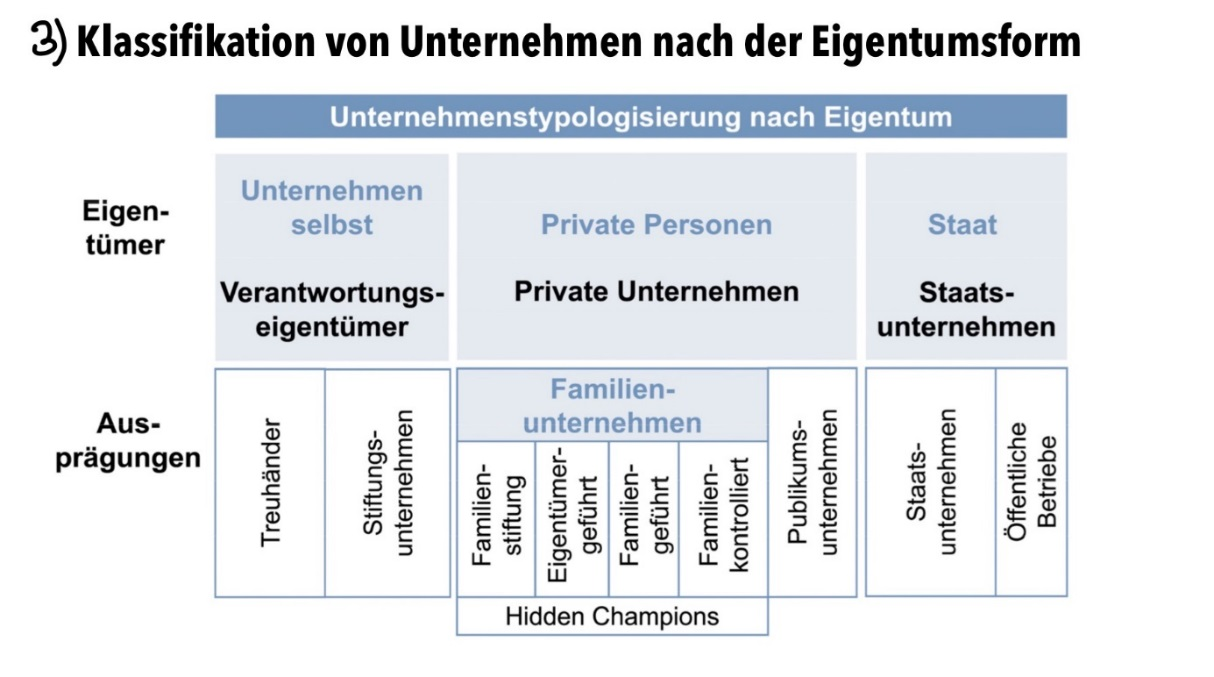 3) Klassifikation von Unternehmen nach der Eigentumsform
Unternehmenstypologisierung nach Eigentum
Eigen-
tümer
Unternehmen
selbst
Verantwortungs-
eigentümer
Private Personen
Private Unternehmen
Staat
Staats-
unternehmen
Aus-
prägungen
Treuhänder
Stiftungs-
unternehmen
Familien-
unternehmen
Familien-
stiftung
Eigentümer-
geführt
Familien-
geführt
Familien-
kontrolliert
Publikums-
unternehmen
Staats-
unternehmen
Öffentliche
Betriebe
Hidden Champions